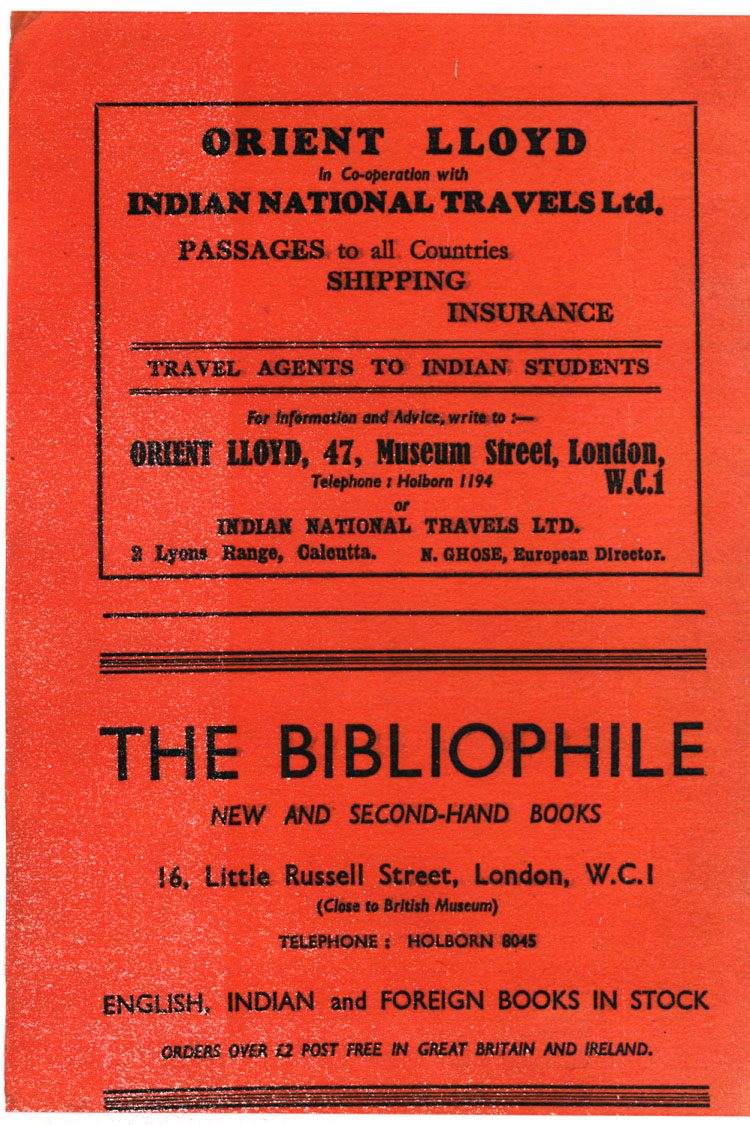 ORIENT LLOYD
In Co-operation with
INDIAN NATIONAL TRAVELS Ltd.
PASSAGES to all Countries
SHIPPING
INSURANCE
TRAVEL AGENTS TO INDIAN STUDENTS
For Information and Advice, write to :—
ORIENT LLOYD, 47, Museum Street, London,
Telephone : Holborn 1194 W.C.1
or
INDIAN NATIONAL TRAVELS LTD.
2 Lyons Range, Calcutta. N. GHOSE, European Director.
THE BIBLIOPHILE
NEW AND SECOND-HAND BOOKS
16, Little Russell Street, London, W.C.1
(Close to British Museum)
TELEPHONE : HOLBORN 8045
ENGLISH, INDIAN and FOREIGN BOOKS IN STOCK
ORDERS OVER £2 POST FREE IN GREAT BRITAIN AND IRELAND.